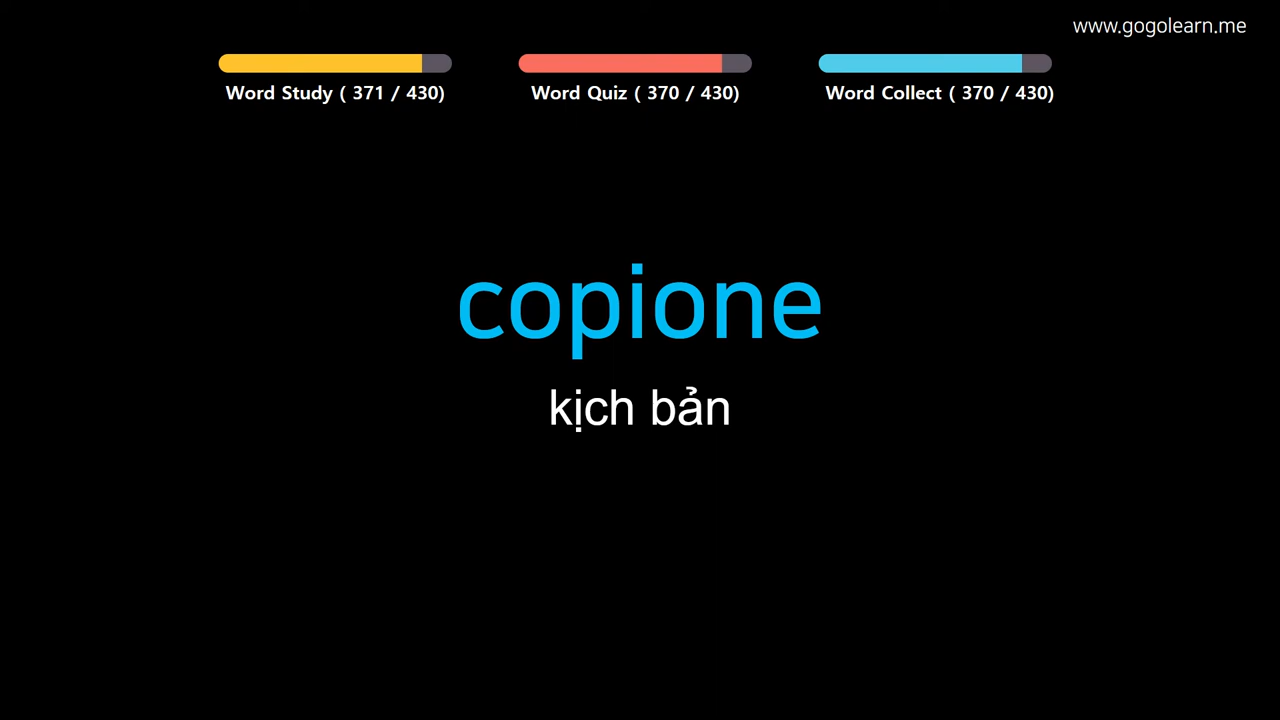 www.gogolearn.me
Word Study ( 371 / 430)
Word Quiz ( 370 / 430)
Word Collect ( 370 / 430)
copione
kịch bản